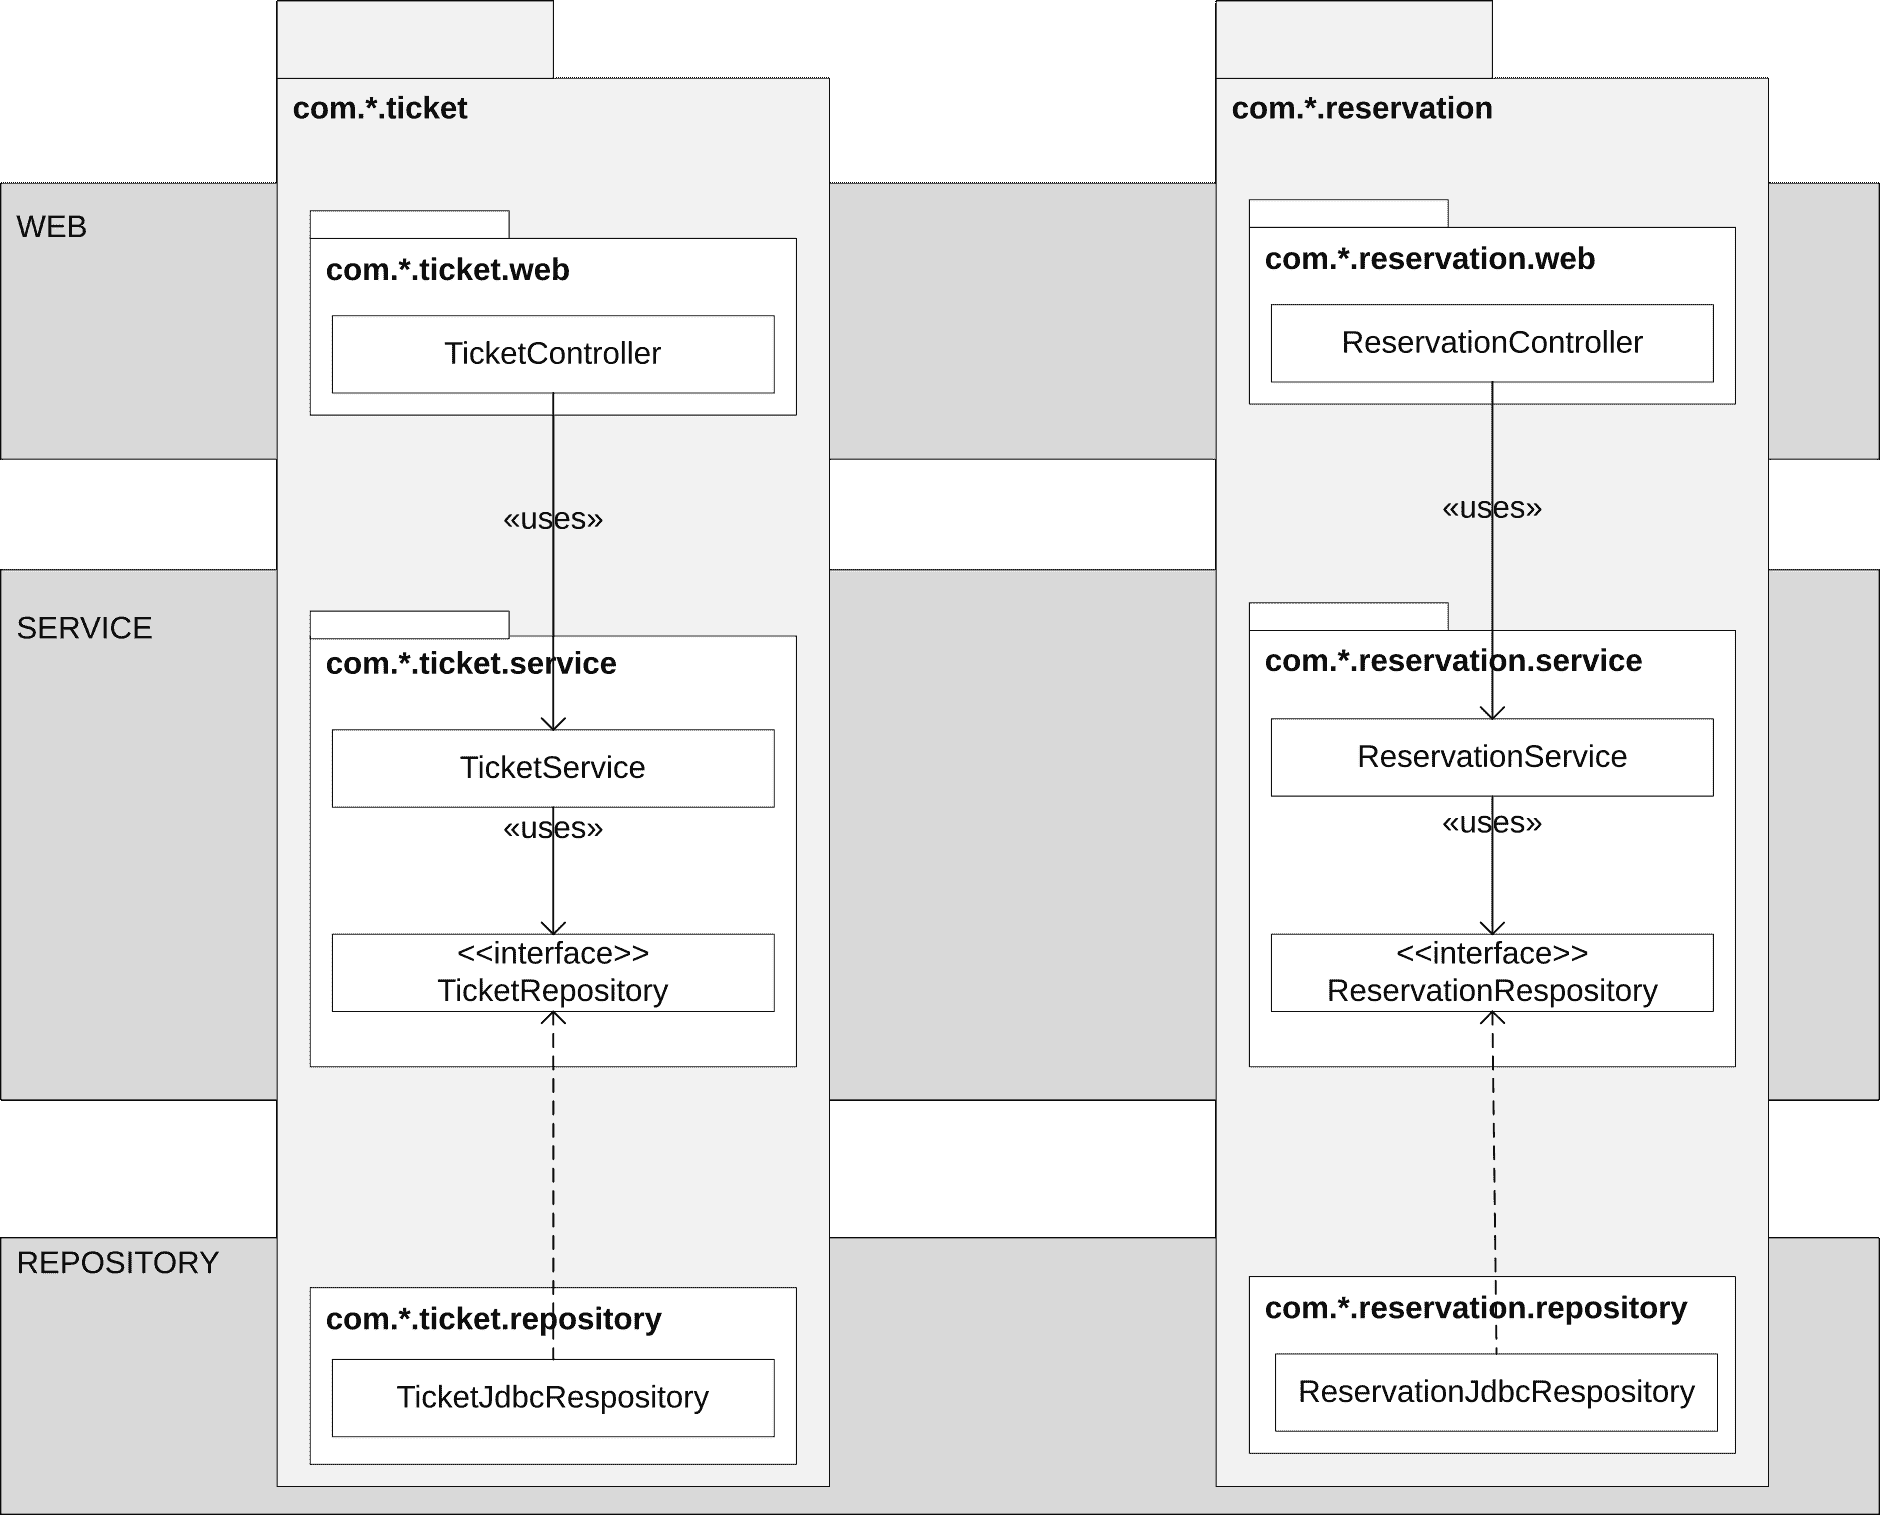 com.*.ticket
com.*.reservation
WEB
com.*.ticket.web
TicketController
com.*.reservation.web
ReservationController
«uses»
«uses»
SERVICE
com.*.ticket.service
TicketService
«uses»
<<interface>>
TicketRepository
com.*.reservation.service
ReservationService
«uses»
<<interface>>
ReservationRespository
REPOSITORY
com.*.ticket.repository
TicketJdbcRespository
com.*.reservation.repository
ReservationJdbcRespository